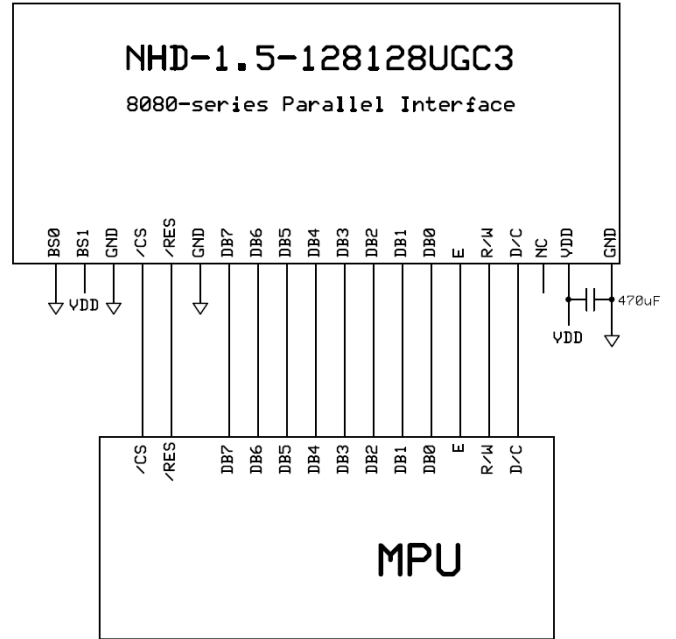 NHD-1.5-128128UGC3
8080-series Parallel Interface
BS0 BS1 GND /CS /RES GND DB7 DB6 DB5 DB4 DB3 DB2 DB1 DB0 E R/W D/C NC VDD GND
VDD
470uF
VDD
/CS /RES DB7 DB6 DB5 DB4 DB3 DB2 DB1 DB0 E R/W D/C
MPU